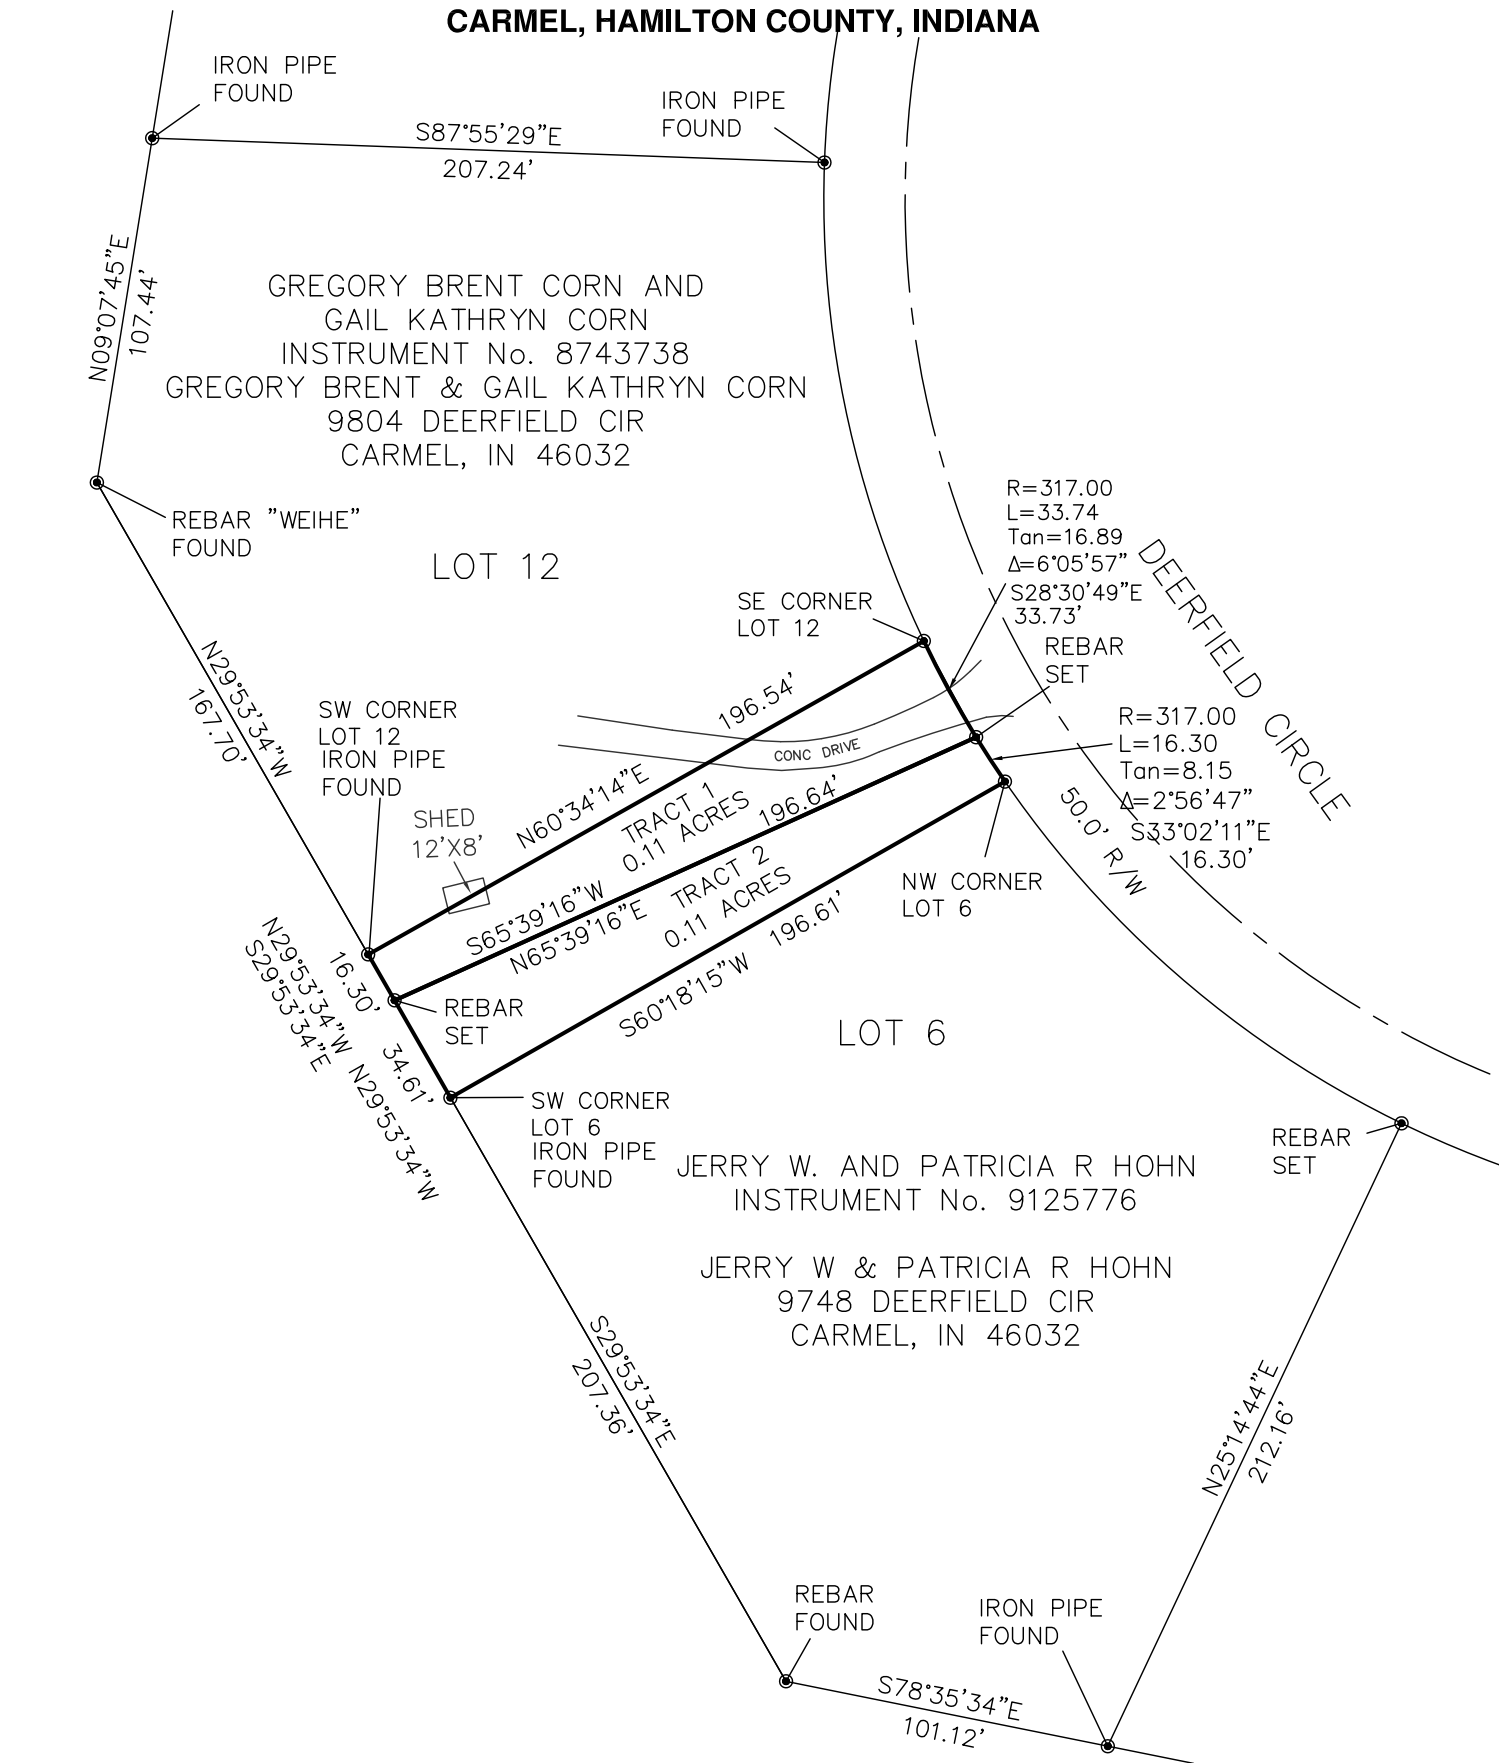 CARMEL, HAMILTON COUNTY, INDIANA
IRON PIPE
FOUND
IRON PIPE
FOUND
S87°55'29"E
207.24'
N09°07'45"E
107.44'
GREGORY BRENT CORN AND
GAIL KATHRYN CORN
INSTRUMENT No. 8743738
GREGORY BRENT & GAIL KATHRYN CORN
9804 DEERFIELD CIR
CARMEL, IN 46032
REBAR "WEIHE"
FOUND
LOT 12
R=317.00
L=33.74
Tan=16.89
Δ=6°05'57"
S28°30'49"E
33.73'
DEERFIELD CIRCLE
SE CORNER
LOT 12
REBAR
SET
N29°53'34"W
167.70'
SW CORNER
LOT 12
IRON PIPE
FOUND
196.54'
N60°34'14"E
CONC DRIVE
R=317.00
L=16.30
Tan=8.15
Δ=2°56'47"
S33°02'11"E
16.30'
50.0' R/W
SHED
12'X8'
TRACT 1
0.11 ACRES
196.64'
S65°39'16"W
N65°39'16"E
TRACT 2
0.11 ACRES
196.61'
S60°18'15"W
NW CORNER
LOT 6
N29°53'34"W
S29°53'34"E
16.30'
REBAR
SET
34.61'
N29°53'34"W
LOT 6
SW CORNER
LOT 6
IRON PIPE
FOUND
REBAR
SET
JERRY W. AND PATRICIA R HOHN
INSTRUMENT No. 9125776
JERRY W & PATRICIA R HOHN
9748 DEERFIELD CIR
CARMEL, IN 46032
S29°53'34"E
207.36'
N25°14'44"E
212.16'
REBAR
FOUND
IRON PIPE
FOUND
S78°35'34"E
101.12'